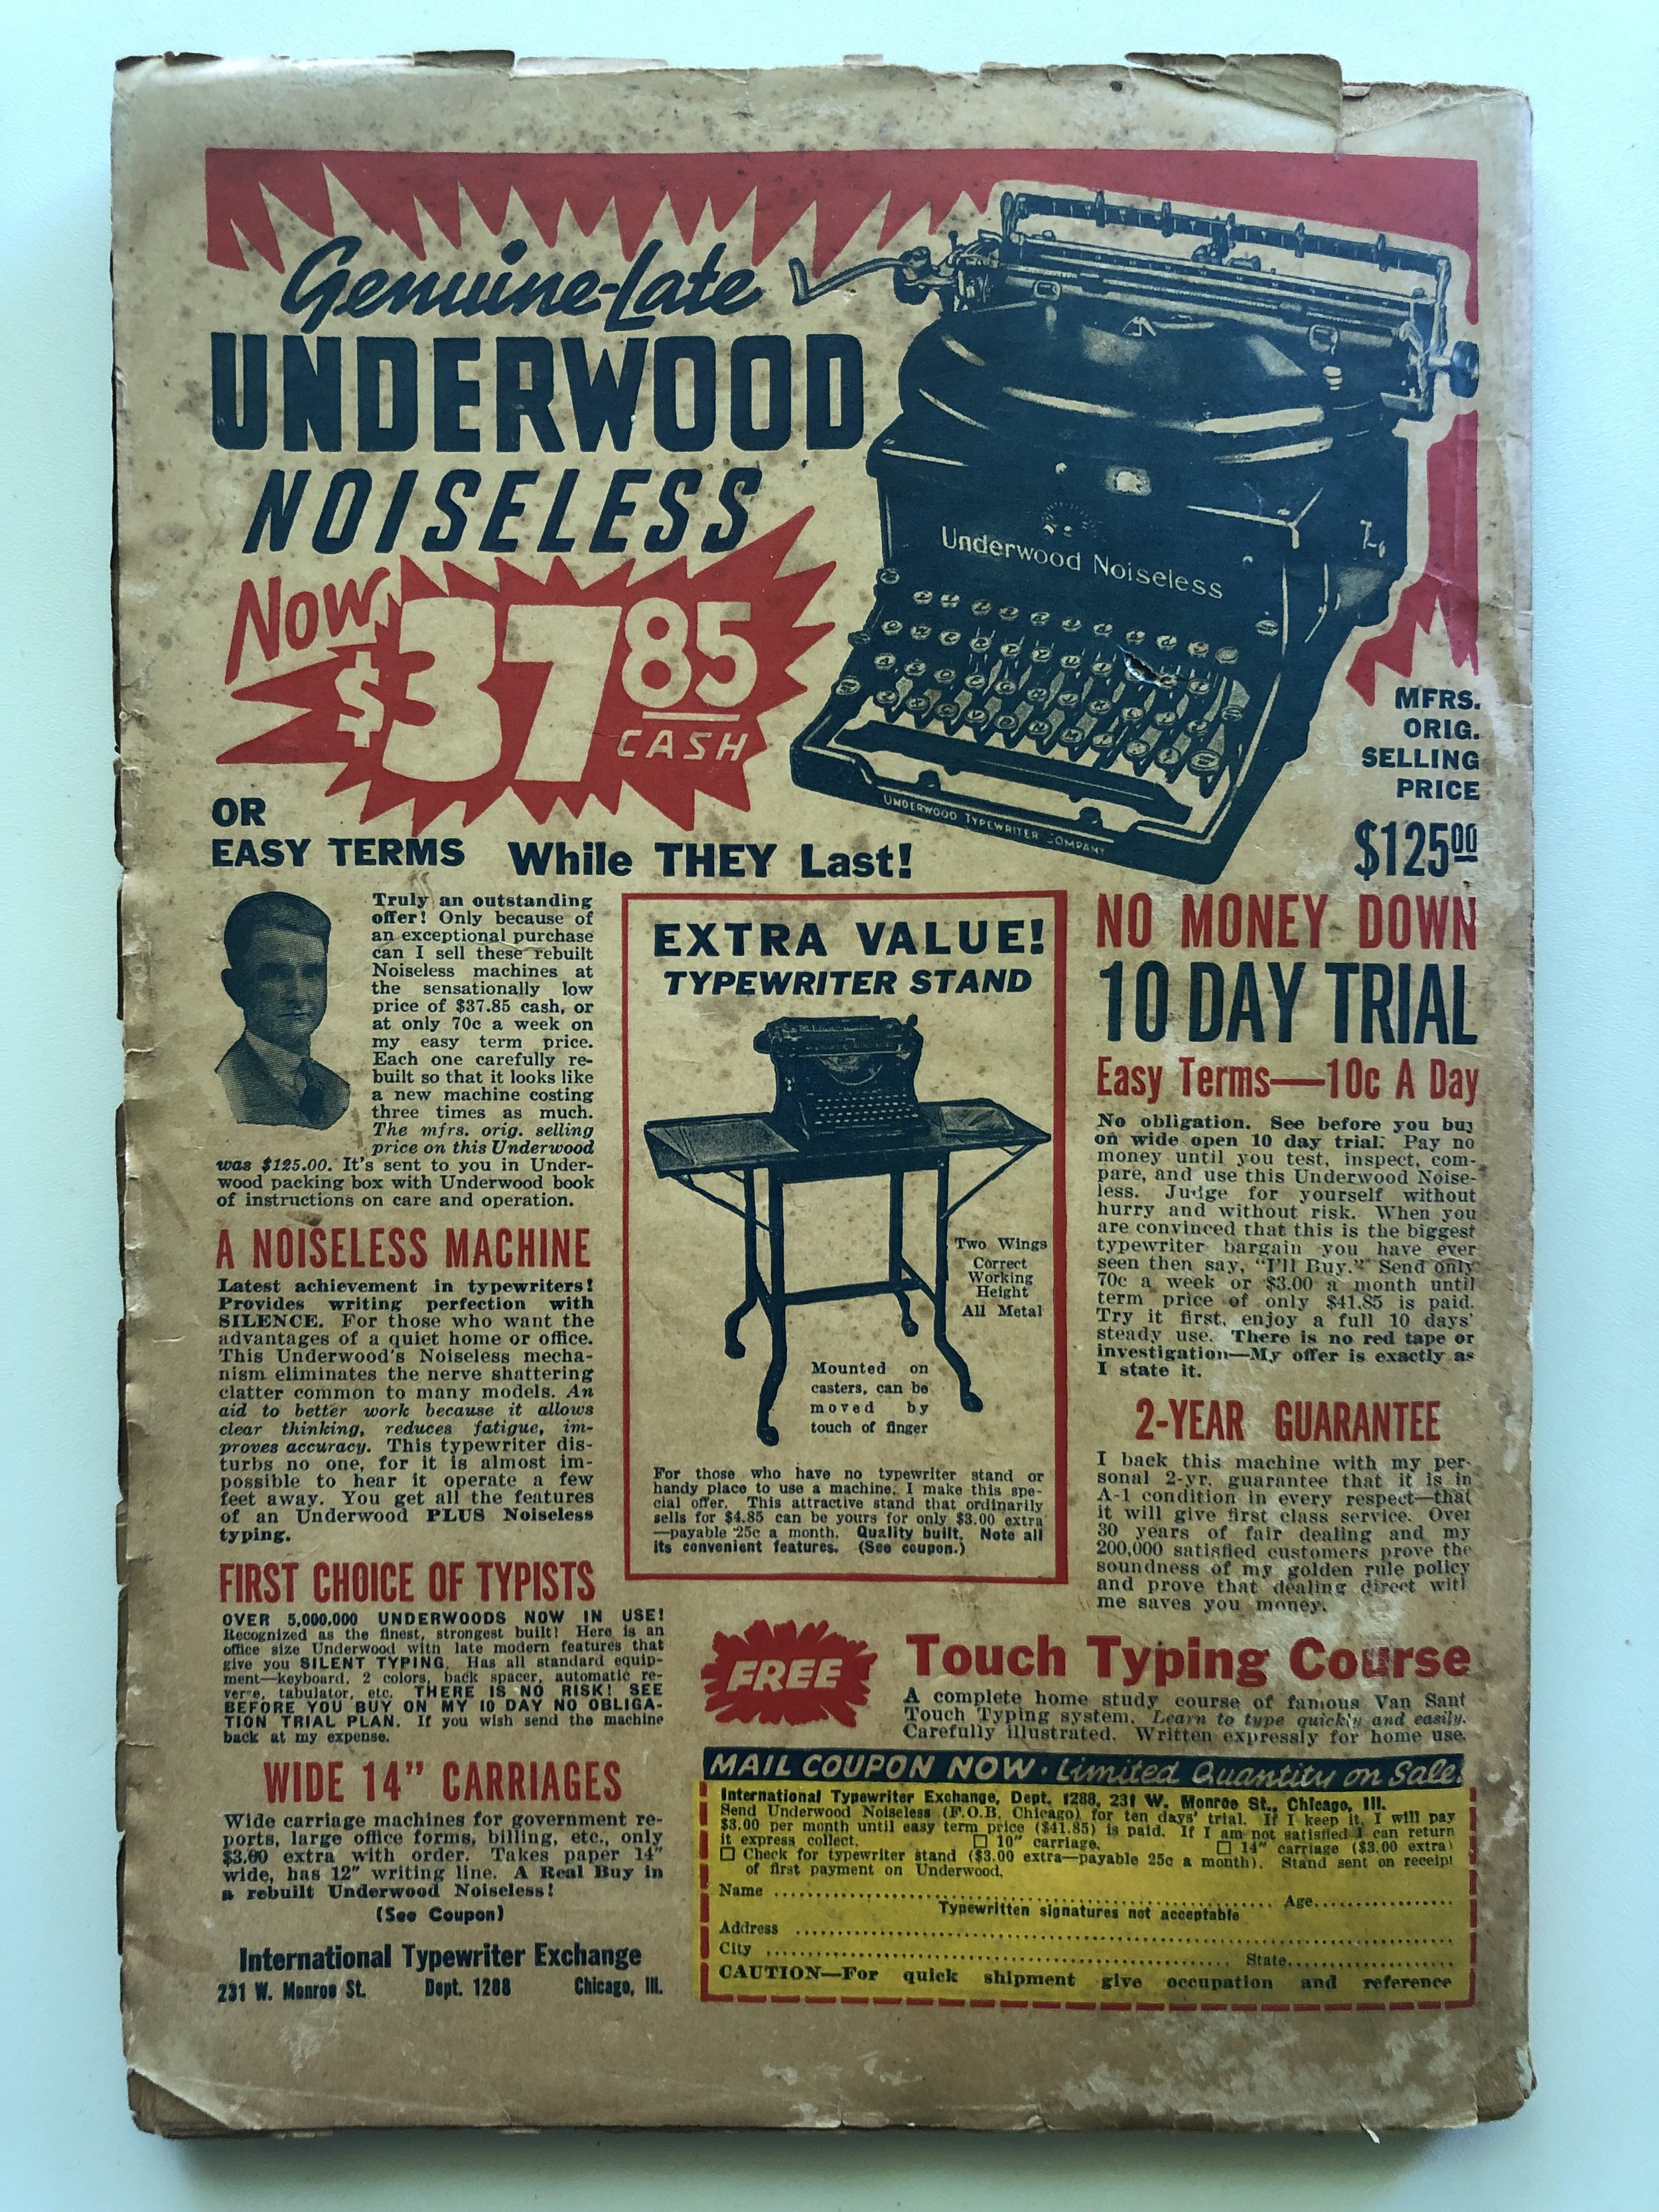 Genuine-Late
UNDERWOOD
NOISELESS
Now
$37 85
CASH
OR
EASY TERMS
While THEY Last!
Underwood Noiseless
UNDERWOOD TYPEWRITER COMPANY
MFRS.
ORIG.
SELLING
PRICE
$125 00
Truly an outstanding
offer! Only because of
an exceptional purchase
can I sell these rebuilt
Noiseless machines at
the sensationally low
price of $37.85 cash, or
at only 70c a week on
my easy term price.
Each one carefully re-
built so that it looks like
a new machine costing
three times as much.
The mfrs. orig. selling
price on this Underwood
was $125.00. It's sent to you in Under-
wood packing box with Underwood book
of instructions on care and operation.
A NOISELESS MACHINE
Latest achievement in typewriters!
Provides writing perfection with
SILENCE. For those who want the
advantages of a quiet home or office.
This Underwood's Noiseless mecha-
nism eliminates the nerve shattering
clatter common to many models. An
aid to better work because it allows
clear thinking, reduces fatigue, im-
proves accuracy. This typewriter dis-
turbs no one, for it is almost im-
possible to hear it operate a few
feet away. You get all the features
of an Underwood PLUS Noiseless
typing.
FIRST CHOICE OF TYPISTS
OVER 5,000,000 UNDERWOODS NOW IN USE!
Recognized as the finest, strongest built! Here is an
office size Underwood with late modern features that
give you SILENT TYPING. Has all standard equip-
ment—keyboard, 2 colors, back spacer, automatic re-
verse, tabulator, etc. THERE IS NO RISK! SEE
BEFORE YOU BUY ON MY 10 DAY NO OBLIGA-
TION TRIAL PLAN. If you wish send the machine
back at my expense.
WIDE 14" CARRIAGES
Wide carriage machines for government re-
ports, large office forms, billing, etc., only
$3.00 extra with order. Takes paper 14"
wide, has 12" writing line. A Real Buy in
a rebuilt Underwood Noiseless!
(See Coupon)
International Typewriter Exchange
231 W. Monroe St. Dept. 1288 Chicago, Ill.
EXTRA VALUE!
TYPEWRITER STAND
Two Wings
Correct
Working
Height
All Metal
Mounted on
casters, can be
moved by
touch of finger
For those who have no typewriter stand or
handy place to use a machine, I make this spe-
cial offer. This attractive stand that ordinarily
sells for $4.85 can be yours for only $3.00 extra
—payable 25c a month. Quality built. Note all
its convenient features. (See coupon.)
NO MONEY DOWN
10 DAY TRIAL
Easy Terms—10c A Day
No obligation. See before you buy
on wide open 10 day trial. Pay no
money until you test, inspect, com-
pare, and use this Underwood Noise-
less. Judge for yourself without
hurry and without risk. When you
are convinced that this is the biggest
typewriter bargain you have ever
seen then say, "I'll Buy." Send only
70c a week or $3.00 a month until
term price of only $41.85 is paid.
Try it first, enjoy a full 10 days'
steady use. There is no red tape or
investigation—My offer is exactly as
I state it.
2-YEAR GUARANTEE
I back this machine with my per-
sonal 2-yr. guarantee that it is in
A-1 condition in every respect—that
it will give first class service. Over
30 years of fair dealing and my
200,000 satisfied customers prove the
soundness of my golden rule policy
and prove that dealing direct with
me saves you money.
FREE
Touch Typing Course
A complete home study course of famous Van Sant
Touch Typing system. Learn to type quickly and easily.
Carefully illustrated. Written expressly for home use.
MAIL COUPON NOW · Limited Quantity on Sale.
International Typewriter Exchange, Dept. 1288, 231 W. Monroe St., Chicago, Ill.
Send Underwood Noiseless (F.O.B. Chicago) for ten days' trial. If I keep it, I will pay
$3.00 per month until easy term price ($41.85) is paid. If I am not satisfied I can return
it express collect. □ 10" carriage. □ 14" carriage ($3.00 extra)
□ Check for typewriter stand ($3.00 extra—payable 25c a month). Stand sent on receipt
of first payment on Underwood.
Name ........ Age........
Typewritten signatures not acceptable
Address ........
City ........ State........
CAUTION—For quick shipment give occupation and reference